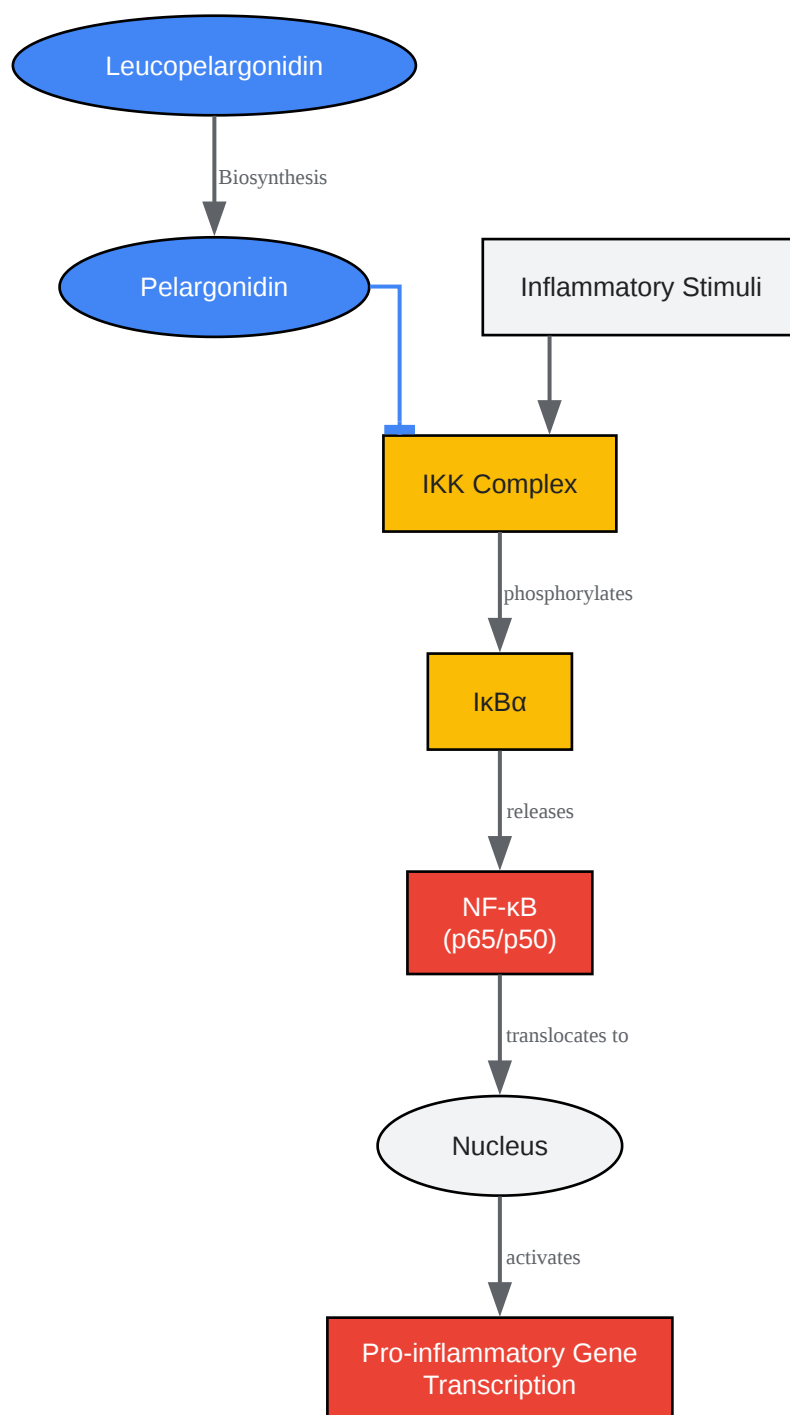 Leucopelargonidin
Biosynthesis
Pelargonidin
Inflammatory Stimuli
IKK Complex
phosphorylates
IκBα
releases
NF-κB
(p65/p50)
translocates to
Nucleus
activates
Pro-inflammatory Gene
Transcription